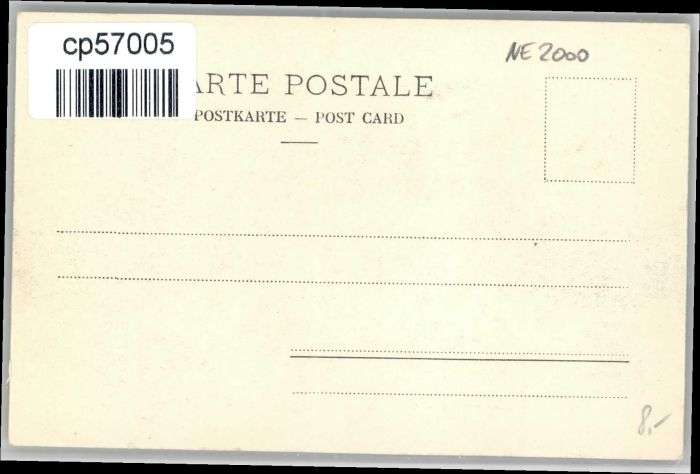 cp57005
NE 2000
ARTE POSTALE
POSTKARTE — POST CARD
8,-